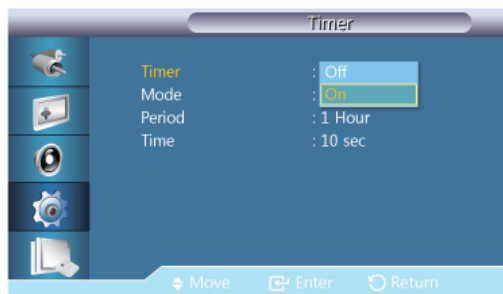 Timer
Timer : Off
Mode : On
Period : 1 Hour
Time : 10 sec
Move Enter Return